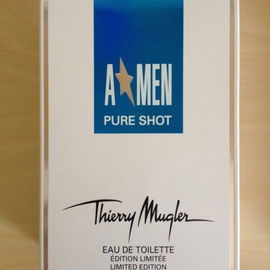 A★MEN
PURE SHOT
Thierry Mugler
EAU DE TOILETTE
ÉDITION LIMITÉE
LIMITED EDITION